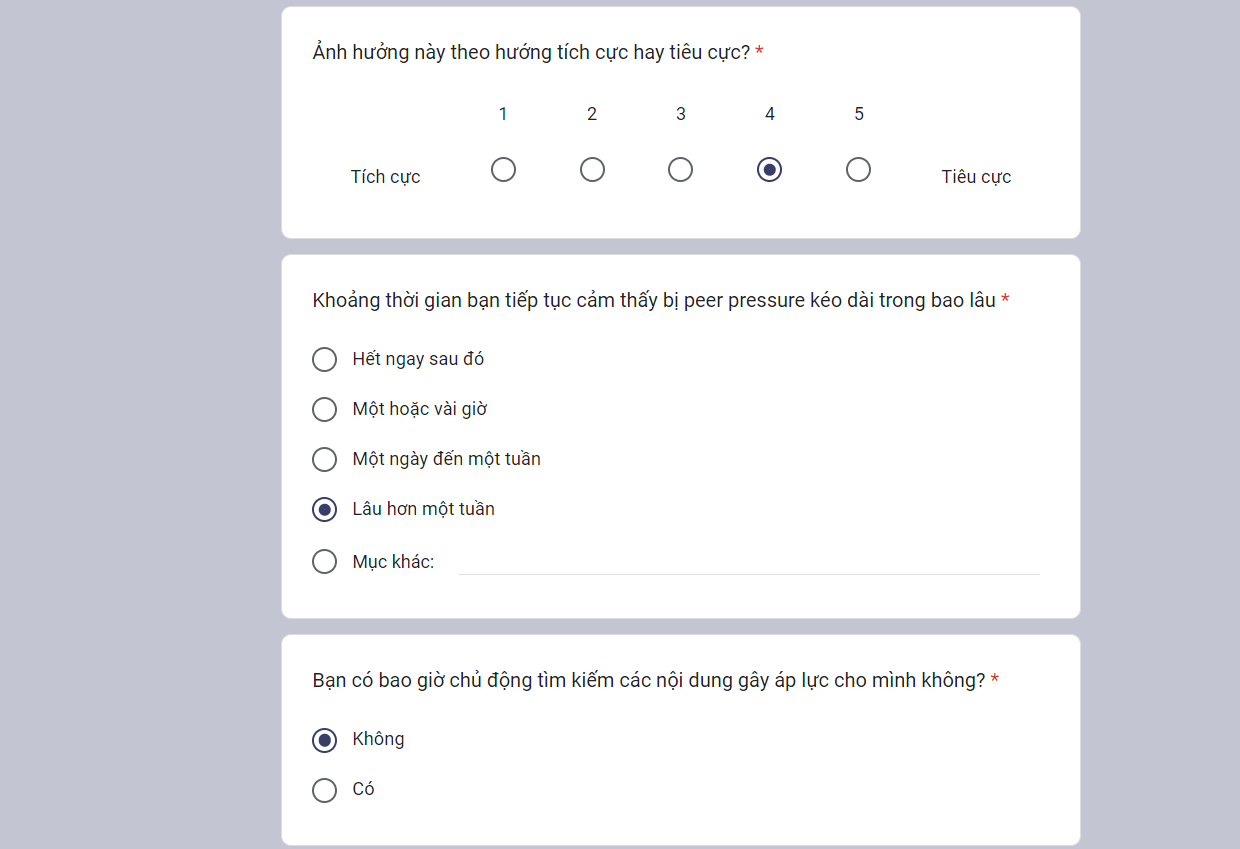 Ảnh hưởng này theo hướng tích cực hay tiêu cực? *
1 2 3 4 5
Tích cực Tiêu cực
Khoảng thời gian bạn tiếp tục cảm thấy bị peer pressure kéo dài trong bao lâu *
Hết ngay sau đó
Một hoặc vài giờ
Một ngày đến một tuần
Lâu hơn một tuần
Mục khác:
Bạn có bao giờ chủ động tìm kiếm các nội dung gây áp lực cho mình không? *
Không
Có